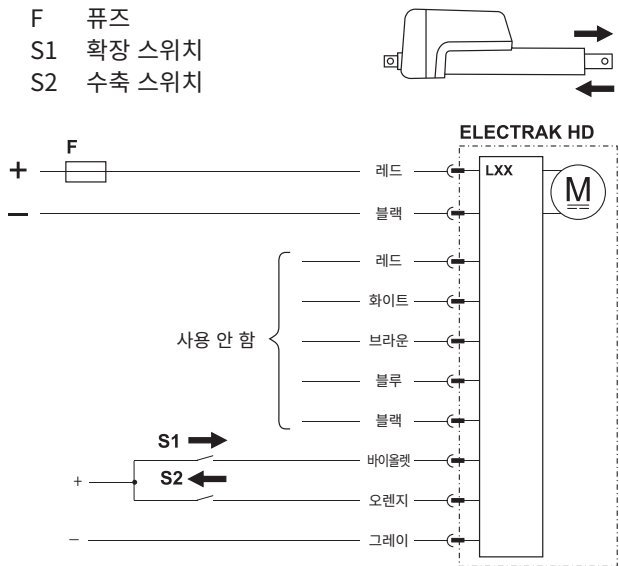 F 퓨즈
S1 확장 스위치
S2 수축 스위치
ELECTRAK HD
F
+ 레드 LXX
M
− 블랙
레드
화이트
사용 안 함 브라운
블루
블랙
S1 바이올렛
+ S2
오렌지
− 그레이